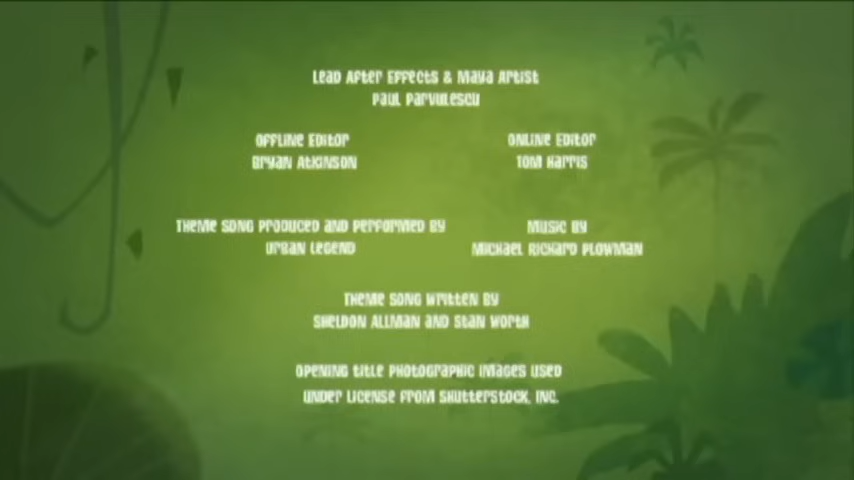 Lead After Effects & Maya Artist
Paul Parvulescu
Offline Editor
Bryan Atkinson
Online Editor
Tom Harris
Theme Song Produced and Performed by
Urban Legend
Music by
Michael Richard Plowman
Theme Song Written by
Sheldon Allman and Stan Worth
Opening title photographic images used
under license from Shutterstock, Inc.